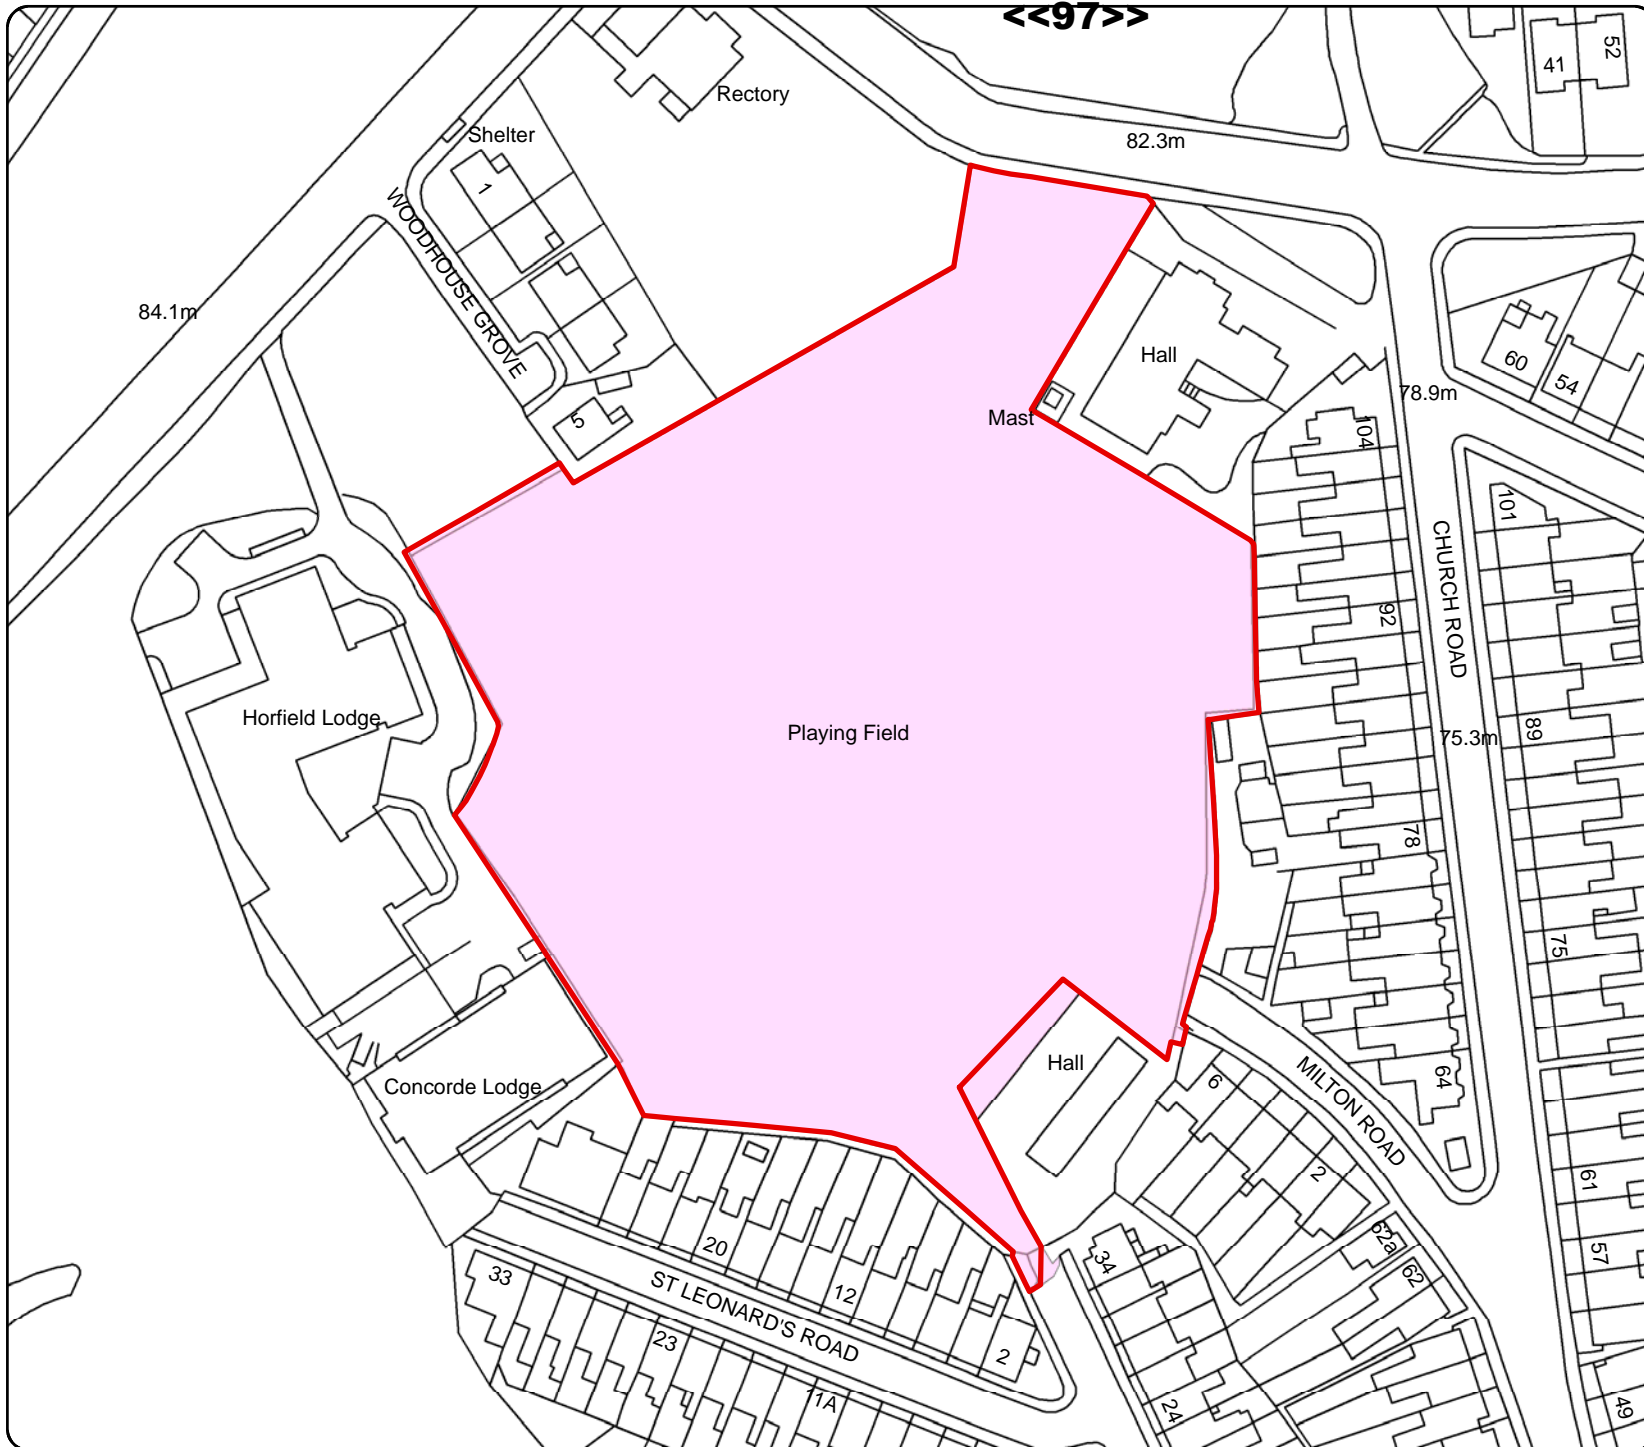 <<97>>
52
41
Rectory
Shelter
82.3m
1
WOODHOUSE GROVE
84.1m
Hall
60
54
78.9m
Mast
5
104
101
CHURCH ROAD
92
Horfield Lodge
Playing Field
89
75.3m
78
75
Hall
MILTON ROAD
64
6
Concorde Lodge
2
61
62a
57
34
62
20
33
ST LEONARD'S ROAD
12
23
2
11A
24
49